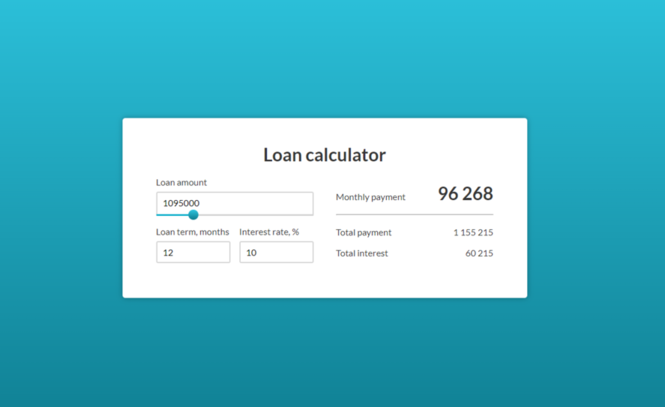 Loan calculator
Loan amount
1095000
Loan term, months Interest rate, %
12 10
Monthly payment 96 268
Total payment 1 155 215
Total interest 60 215